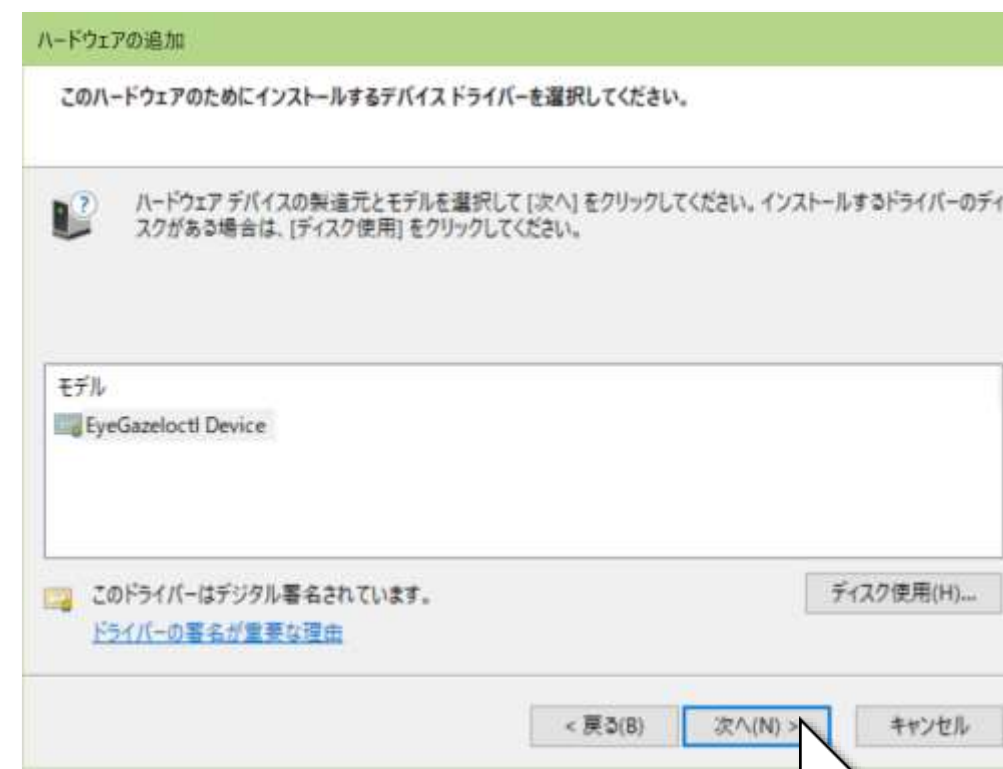 ハードウェアの追加
このハードウェアのためにインストールするデバイス ドライバーを選択してください。
ハードウェア デバイスの製造元とモデルを選択して [次へ] をクリックしてください。インストールするドライバーのディ
スクがある場合は、[ディスク使用] をクリックしてください。
モデル
EyeGazeIoctl Device
このドライバーはデジタル署名されています。
ディスク使用(H)...
ドライバーの署名が重要な理由
< 戻る(B)
次へ(N) >
キャンセル